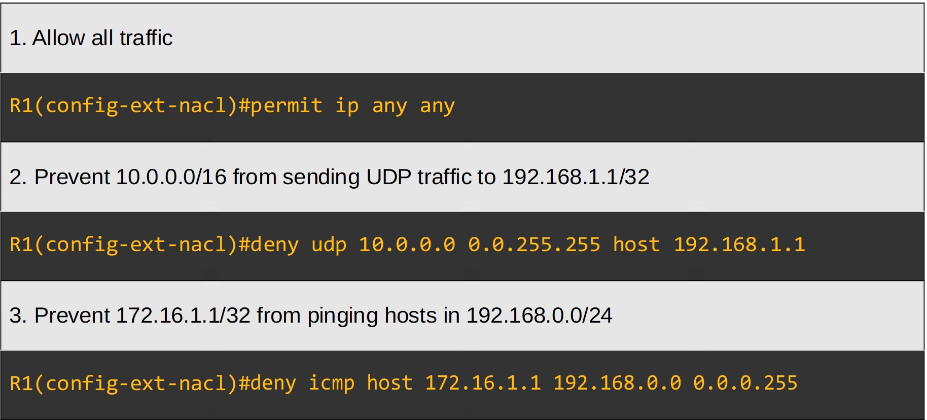 1. Allow all traffic
R1(config-ext-nacl)#permit ip any any
2. Prevent 10.0.0.0/16 from sending UDP traffic to 192.168.1.1/32
R1(config-ext-nacl)#deny udp 10.0.0.0 0.0.255.255 host 192.168.1.1
3. Prevent 172.16.1.1/32 from pinging hosts in 192.168.0.0/24
R1(config-ext-nacl)#deny icmp host 172.16.1.1 192.168.0.0 0.0.0.255